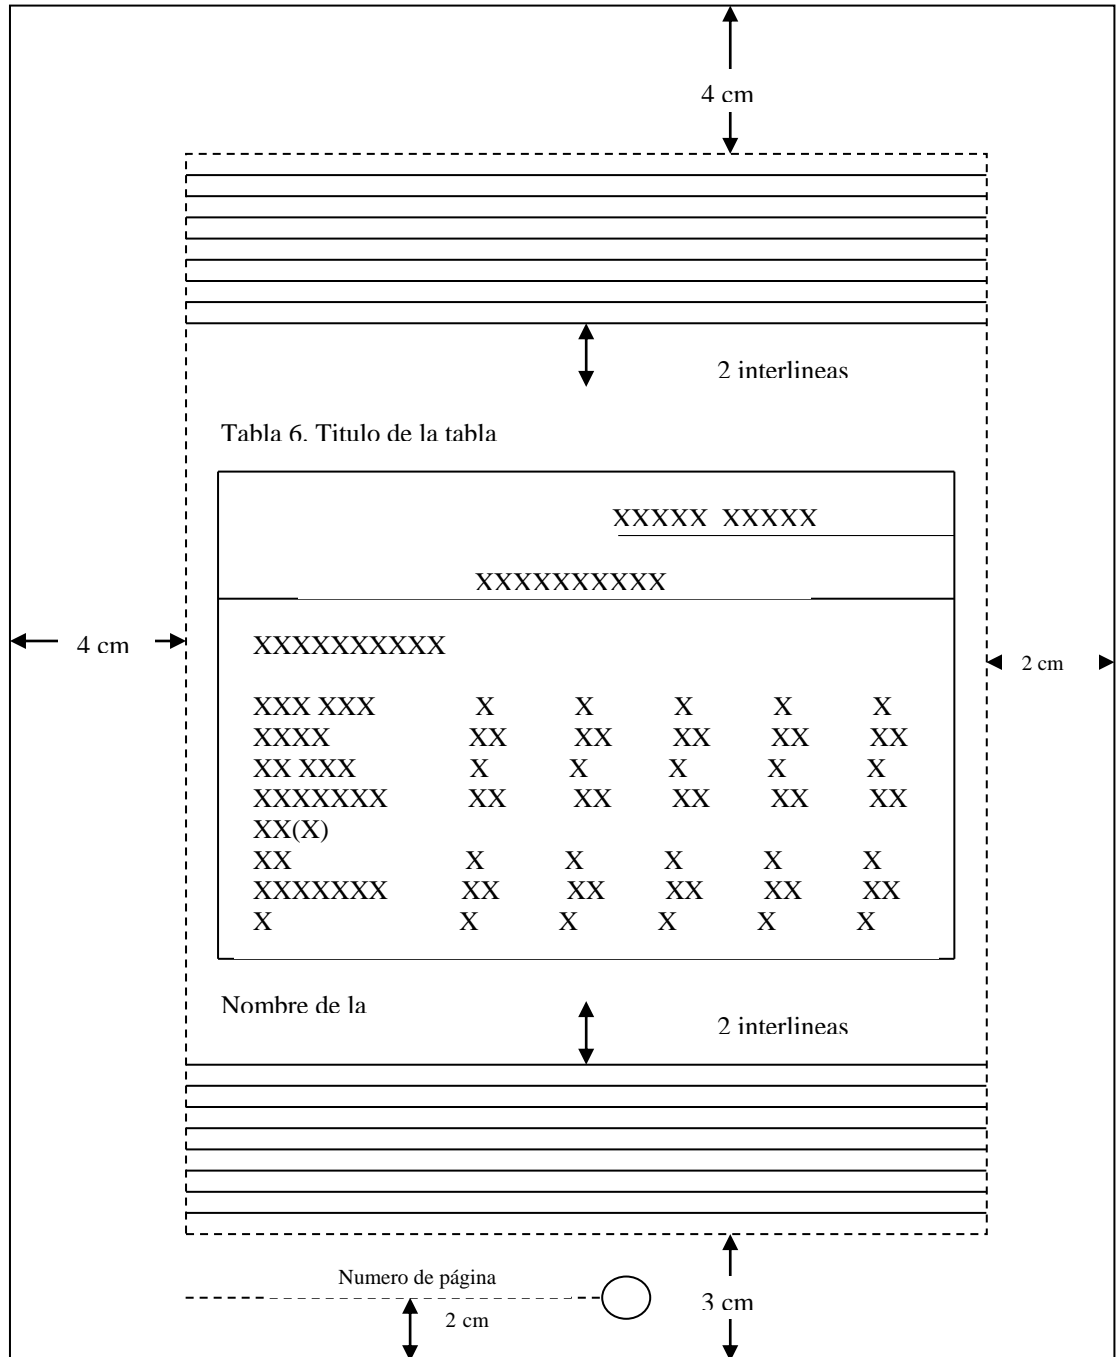 4 cm
2 interlineas
Tabla 6. Titulo de la tabla
XXXXX XXXXX
XXXXXXXXXX
4 cm
XXXXXXXXXX
2 cm
XXX XXX X X X X X
XXXX XX XX XX XX XX
XX XXX X X X X X
XXXXXXX XX XX XX XX XX
XX(X)
XX X X X X X
XXXXXXX XX XX XX XX XX
X X X X X X
Nombre de la
2 interlineas
Numero de página
3 cm
2 cm